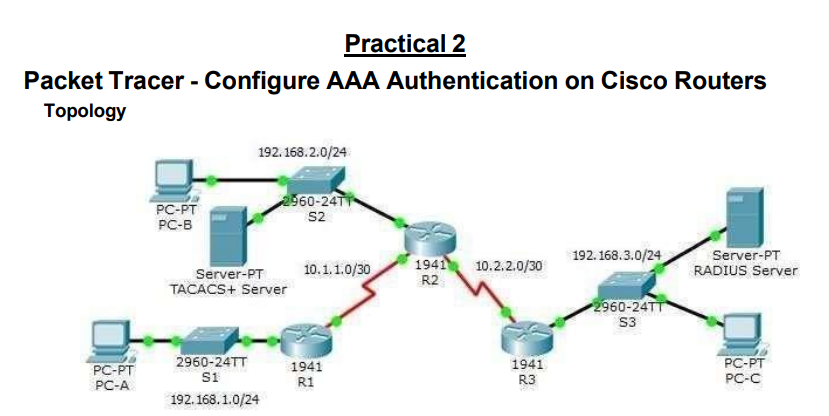 Practical 2
Packet Tracer - Configure AAA Authentication on Cisco Routers
Topology
192.168.2.0/24
PC-PT
PC-B
2960-24TT
S2
Server-PT
TACACS+ Server
10.1.1.0/30
1941
R2
10.2.2.0/30
192.168.3.0/24
Server-PT
RADIUS Server
2960-24TT
S3
PC-PT
PC-A
2960-24TT
S1
192.168.1.0/24
1941
R1
1941
R3
PC-PT
PC-C